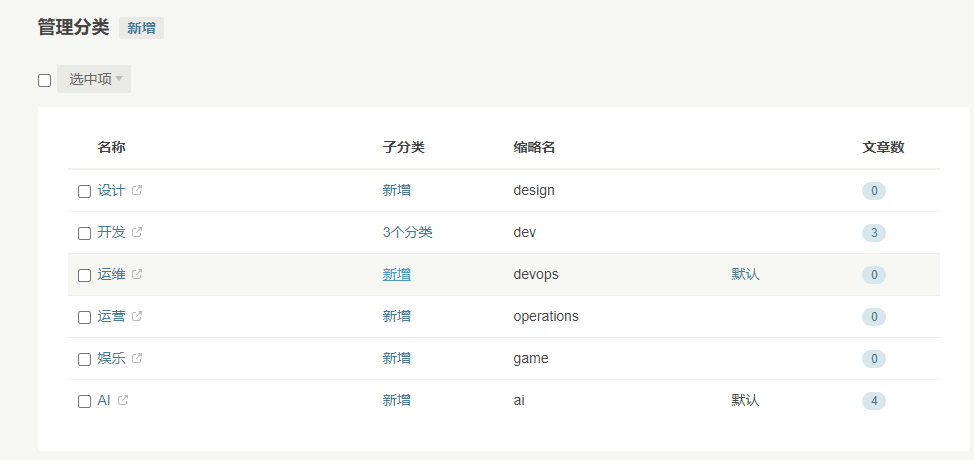 管理分类 新增
选中项
名称 子分类 缩略名 文章数
设计 新增 design 0
开发 3个分类 dev 3
运维 新增 devops 默认 0
运营 新增 operations 0
娱乐 新增 game 0
AI 新增 ai 默认 4